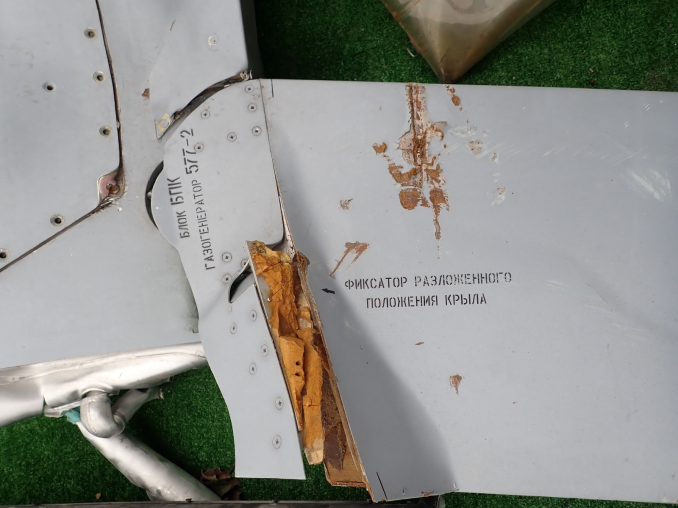 БЛОК БПК
ГАЗОГЕНЕРАТОР 577-2
ФИКСАТОР РАЗЛОЖЕННОГО
ПОЛОЖЕНИЯ КРЫЛА